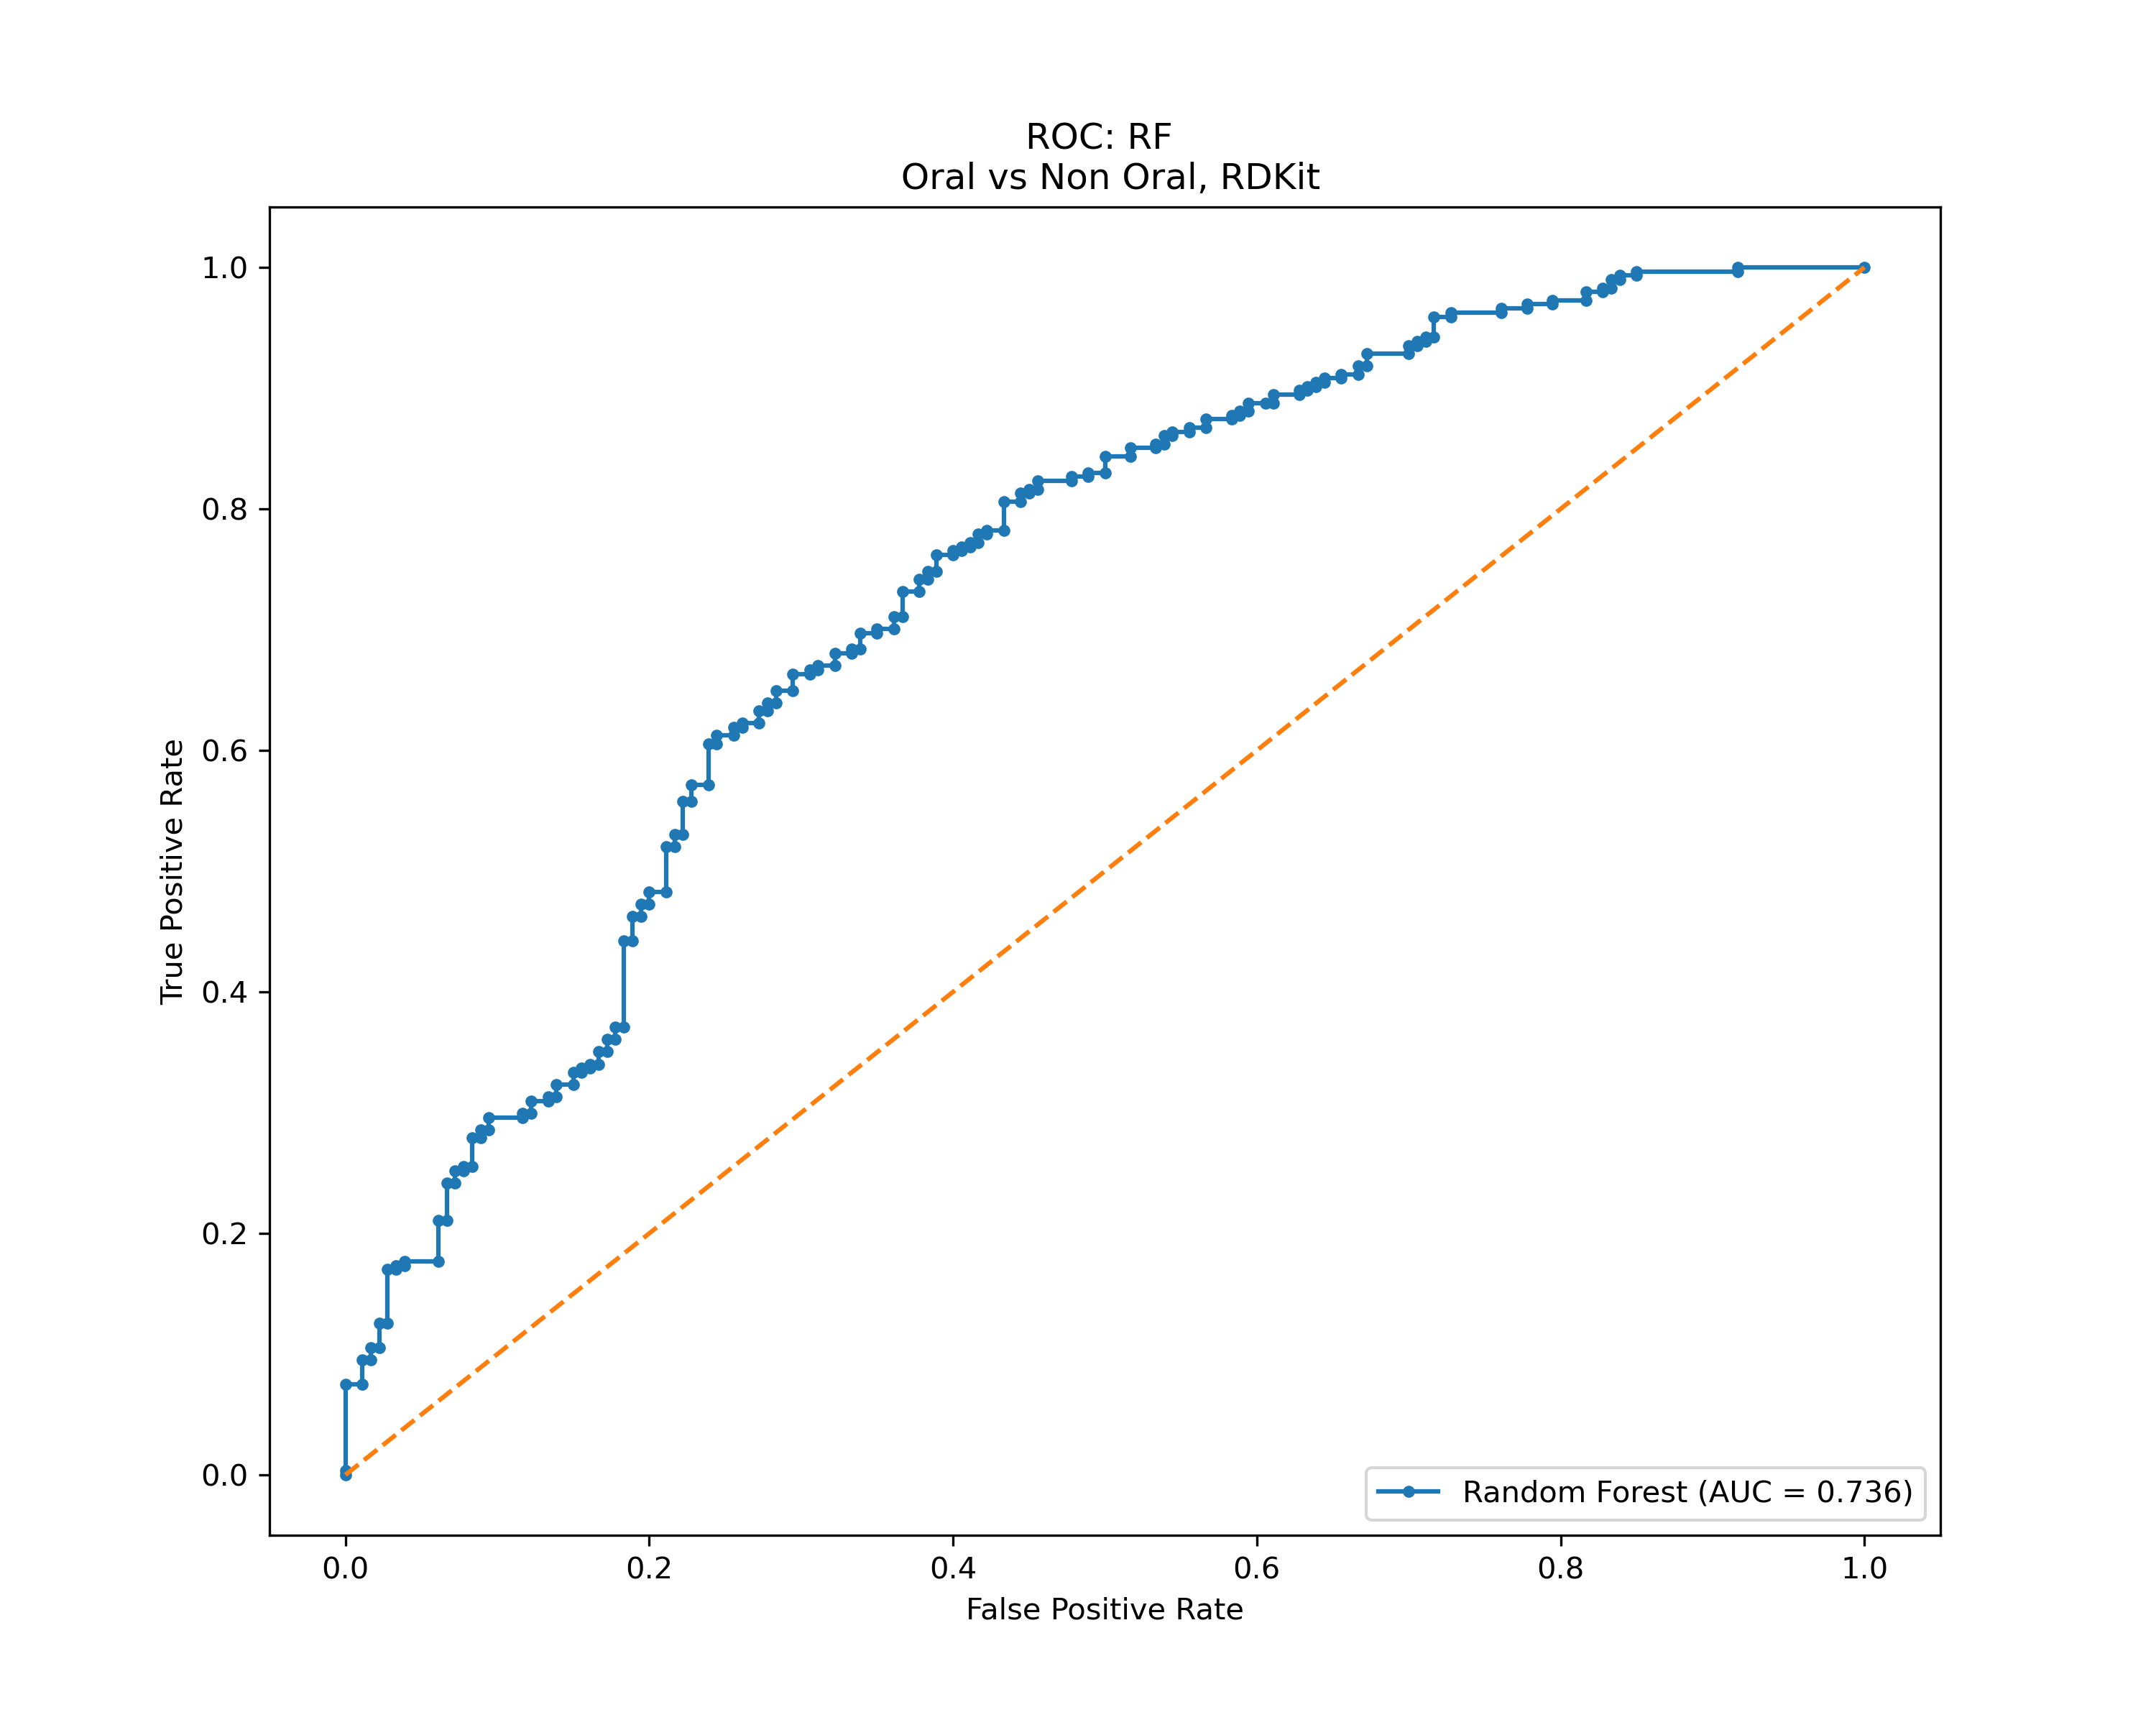 ROC: RF
Oral vs Non Oral, RDKit
True Positive Rate
1.0
0.8
0.6
0.4
0.2
0.0
Random Forest (AUC = 0.736)
0.0 0.2 0.4 0.6 0.8 1.0
False Positive Rate